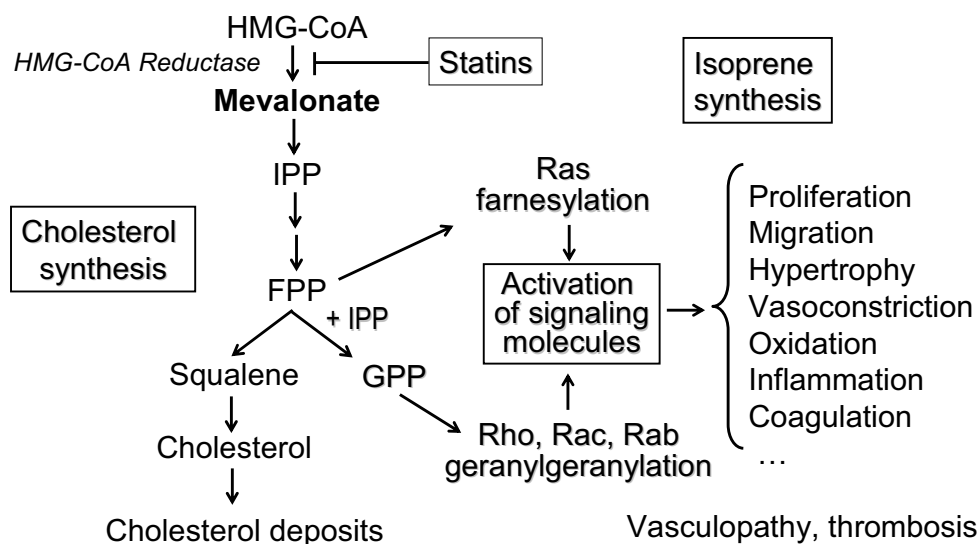 HMG-CoA
HMG-CoA Reductase
Statins
Isoprene
synthesis
Mevalonate
IPP
Ras
farnesylation
Proliferation
Migration
Hypertrophy
Vasoconstriction
Oxidation
Inflammation
Coagulation
…
Cholesterol
synthesis
FPP
+ IPP
Activation
of signaling
molecules
Squalene
GPP
Cholesterol
Rho, Rac, Rab
geranylgeranylation
Cholesterol deposits
Vasculopathy, thrombosis